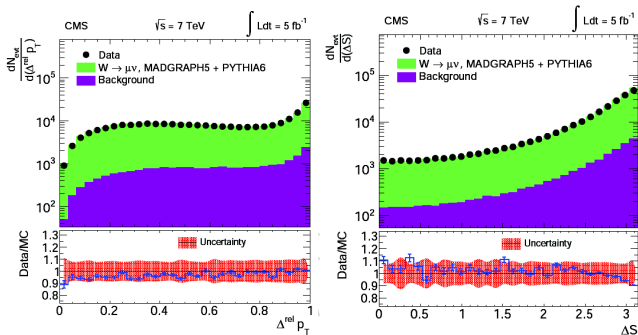 CMS √s = 7 TeV ∫ Ldt = 5 fb⁻¹
dN_evt / d(Δ^rel p_T)
Data
W → μν, MADGRAPH5 + PYTHIA6
Background
10⁵
10⁴
10³
10²
Data/MC
1.3
1.2
1.1
1
0.9
0.8
Uncertainty
0 0.2 0.4 0.6 0.8 1
Δ^rel p_T
CMS √s = 7 TeV ∫ Ldt = 5 fb⁻¹
dN_evt / d(ΔS)
Data
W → μν, MADGRAPH5 + PYTHIA6
Background
10⁵
10⁴
10³
10²
Data/MC
1.3
1.2
1.1
1
0.9
0.8
Uncertainty
0 0.5 1 1.5 2 2.5 3
ΔS